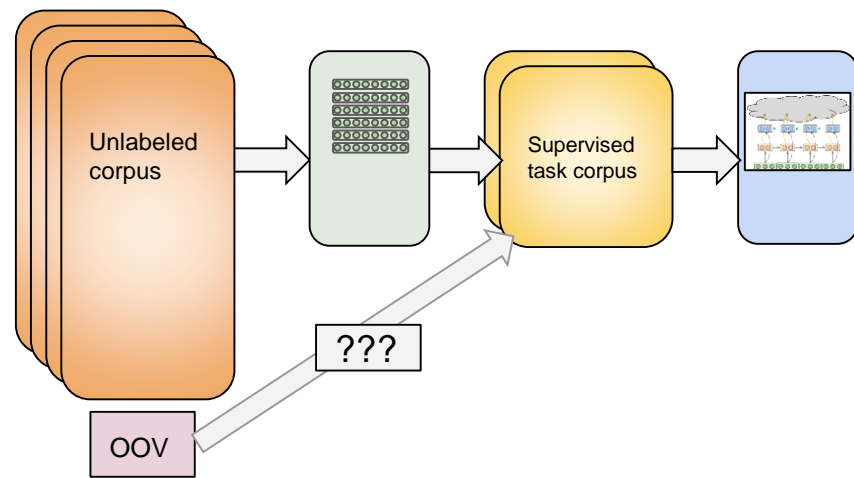 Unlabeled
corpus
Supervised
task corpus
???
OOV